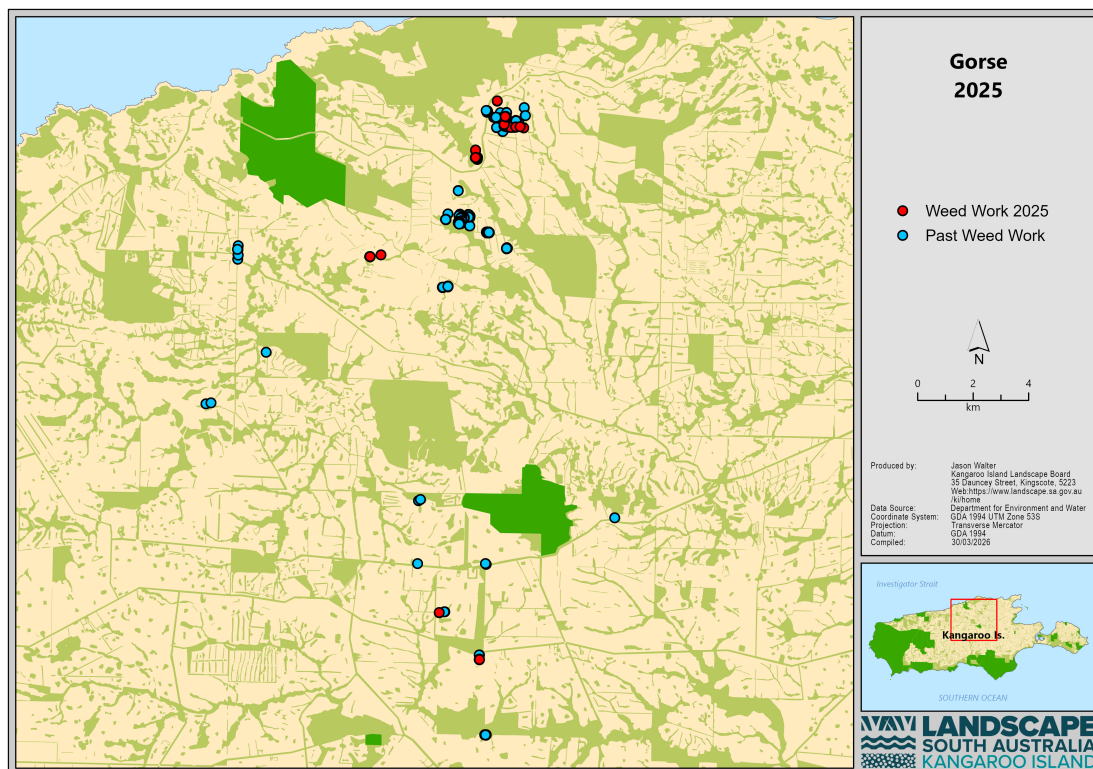 Gorse
2025
Weed Work 2025
Past Weed Work
N
0 2 4
km
Produced by: Jason Walter
Kangaroo Island Landscape Board
35 Dauncey Street, Kingscote, 5223
Web:https://www.landscape.sa.gov.au
/ki/home
Data Source: Department for Environment and Water
Coordinate System: GDA 1994 UTM Zone 53S
Projection: Transverse Mercator
Datum: GDA 1994
Compiled: 30/03/2026
Investigator Strait
Kangaroo Is.
SOUTHERN OCEAN
LANDSCAPE
SOUTH AUSTRALIA
KANGAROO ISLAND